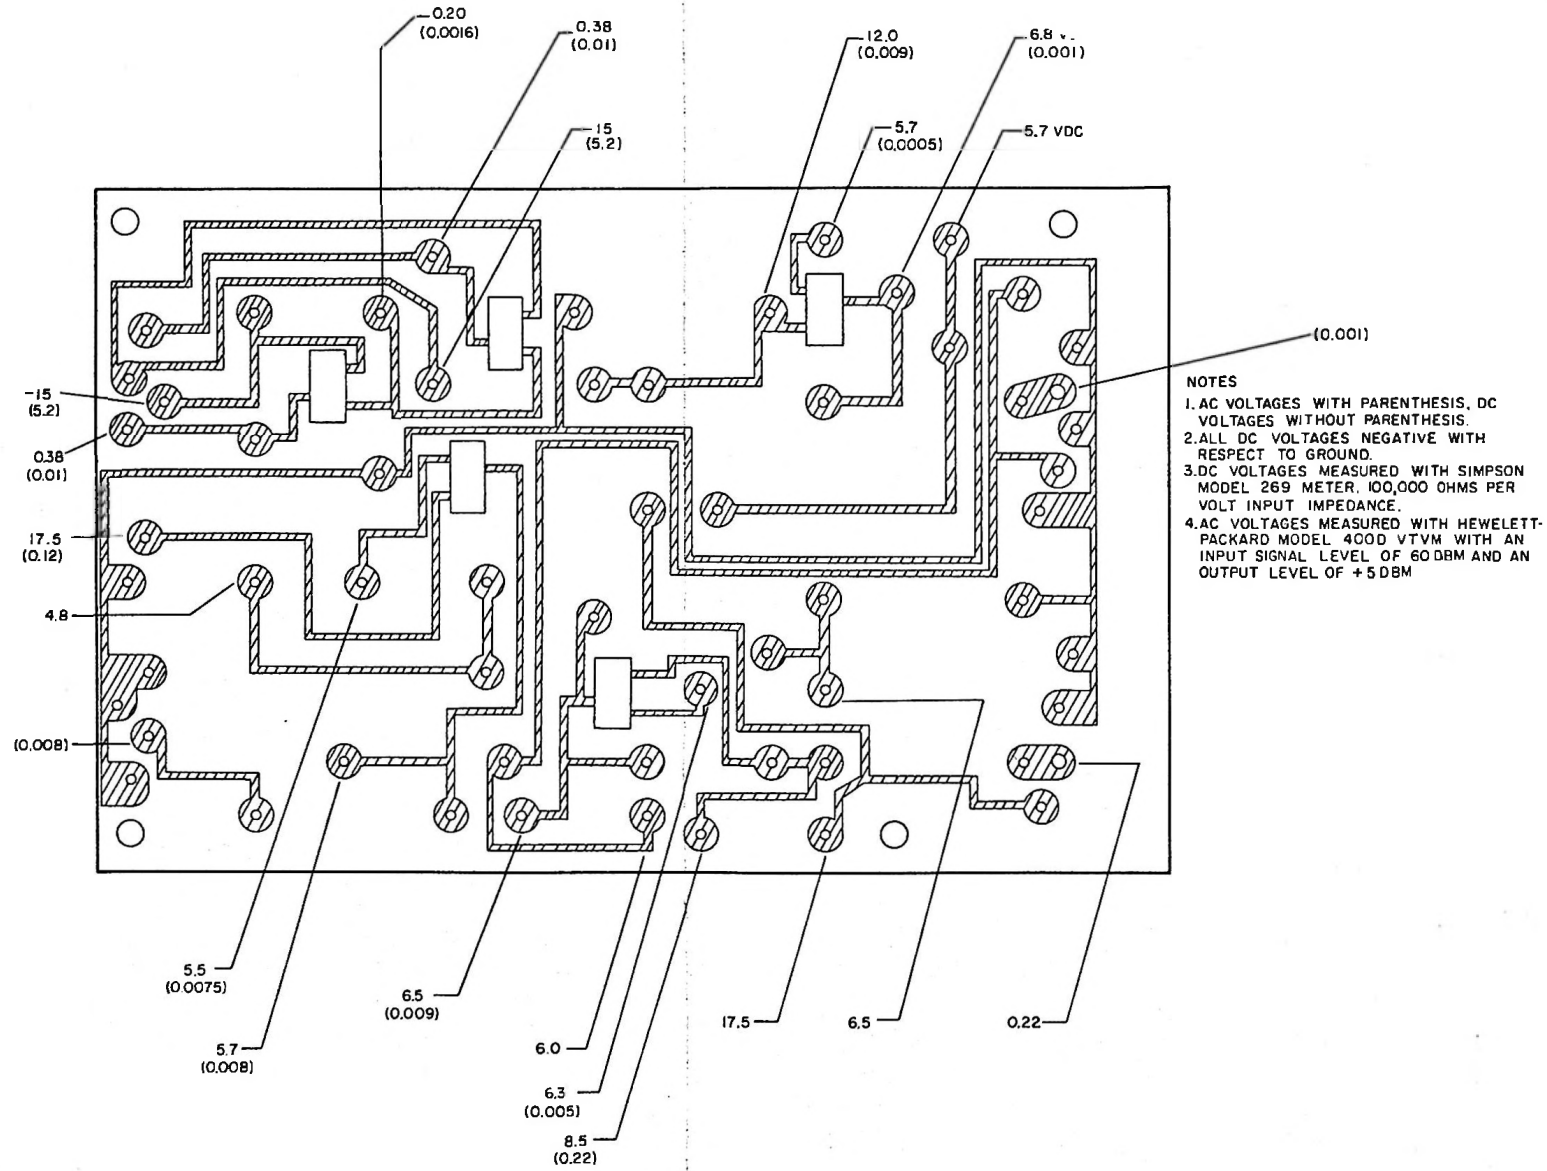 0.20
(0.0016)
0.38
(0.01)
12.0
(0.009)
6.8
(0.001)
15
(5.2)
5.7
(0.0005)
5.7 VDC
(0.001)
-15
(5.2)
0.38
(0.01)
17.5
(0.12)
4.8
(0.008)
NOTES
1. AC VOLTAGES WITH PARENTHESIS, DC
VOLTAGES WITHOUT PARENTHESIS.
2. ALL DC VOLTAGES NEGATIVE WITH
RESPECT TO GROUND.
3. DC VOLTAGES MEASURED WITH SIMPSON
MODEL 269 METER, 100,000 OHMS PER
VOLT INPUT IMPEDANCE.
4. AC VOLTAGES MEASURED WITH HEWELETT-
PACKARD MODEL 400D VTVM WITH AN
INPUT SIGNAL LEVEL OF 60 DBM AND AN
OUTPUT LEVEL OF +5 DBM
5.5
(0.0075)
5.7
(0.008)
6.5
(0.009)
6.0
6.3
(0.005)
8.5
(0.22)
17.5
6.5
0.22